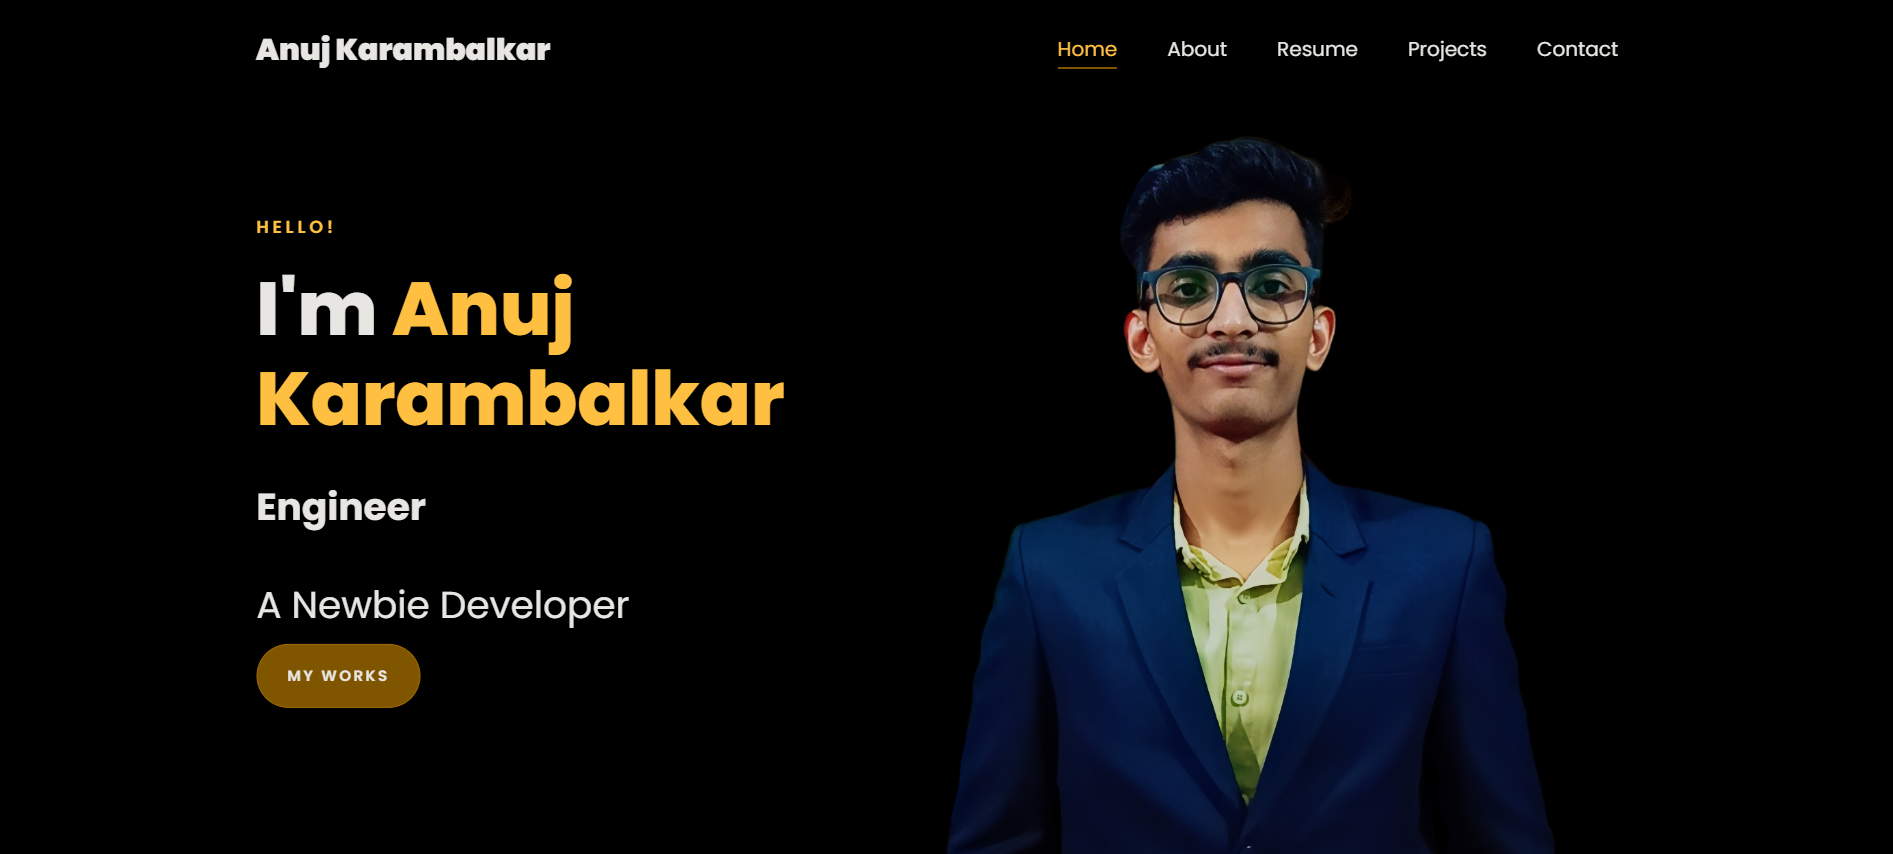 Anuj Karambalkar
Home About Resume Projects Contact
HELLO!
I'm Anuj
Karambalkar
Engineer
A Newbie Developer
MY WORKS